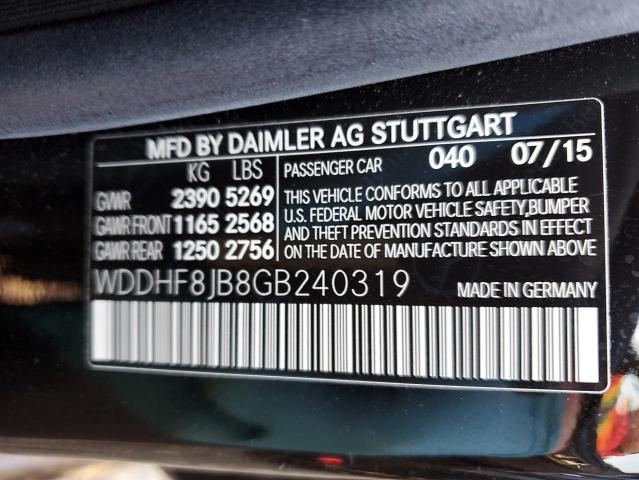 MFD BY DAIMLER AG STUTTGART
KG LBS
PASSENGER CAR 040 07/15
GVWR 2390 5269
GAWR FRONT 1165 2568
GAWR REAR 1250 2756
THIS VEHICLE CONFORMS TO ALL APPLICABLE
U.S. FEDERAL MOTOR VEHICLE SAFETY,BUMPER
AND THEFT PREVENTION STANDARDS IN EFFECT
ON THE DATE OF MANUFACTURE SHOWN ABOVE
WDDHF8JB8GB240319 MADE IN GERMANY